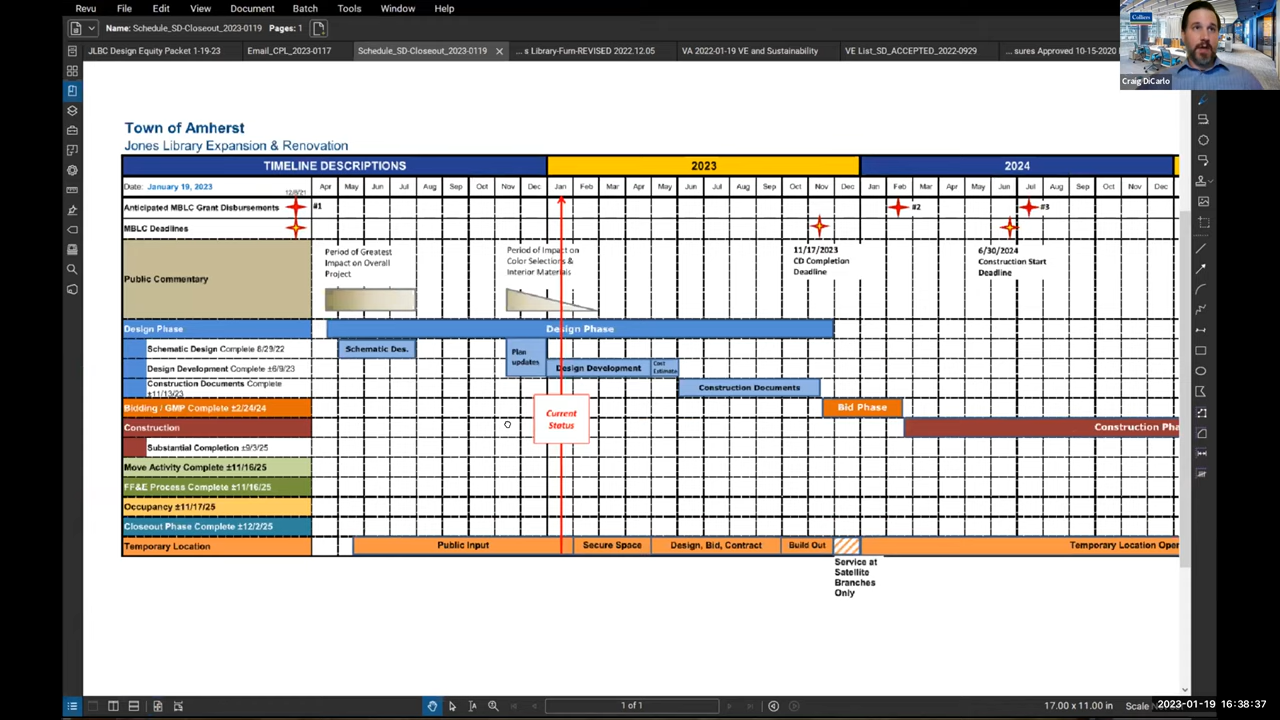 Revu File Edit View Document Batch Tools Window Help
Name: Schedule_SD-Closeout_2023-0119 Pages: 1
JLBC Design Equity Packet 1-19-23 Email_CPL_2023-0117 Schedule_SD-Closeout_2023-0119 ... s Library-Furn-REVISED 2022.12.05 VA 2022-01-19 VE and Sustainability VE List_SD_ACCEPTED_2022-0929 ... sures Approved 10-15-2020
Colliers
Craig DiCarlo
Town of Amherst
Jones Library Expansion & Renovation
TIMELINE DESCRIPTIONS 2023 2024
Date: January 19, 2023 12/8/21 Apr May Jun Jul Aug Sep Oct Nov Dec Jan Feb Mar Apr May Jun Jul Aug Sep Oct Nov Dec Jan Feb Mar Apr May Jun Jul Aug Sep Oct Nov Dec
Anticipated MBLC Grant Disbursements #1 #2 #3
MBLC Deadlines
Public Commentary
Period of Greatest
Impact on Overall
Project
Period of Impact on
Color Selections &
Interior Materials
11/17/2023
CD Completion
Deadline
6/30/2024
Construction Start
Deadline
Design Phase Design Phase
Schematic Design Complete 8/29/22 Schematic Des.
Plan
updates
Design Development Complete ±6/9/23 Design Development
Cost
Estimate
Construction Documents Complete
±11/13/23
Construction Documents
Bidding / GMP Complete ±2/24/24 Bid Phase
Current
Status
Construction Construction Pha
Substantial Completion ±9/3/25
Move Activity Complete ±11/16/25
FF&E Process Complete ±11/16/25
Occupancy ±11/17/25
Closeout Phase Complete ±12/2/25
Temporary Location Public Input Secure Space Design, Bid, Contract Build Out Temporary Location Oper
Service at
Satellite
Branches
Only
1 of 1 17.00 x 11.00 in Scale
2023-01-19 16:38:37